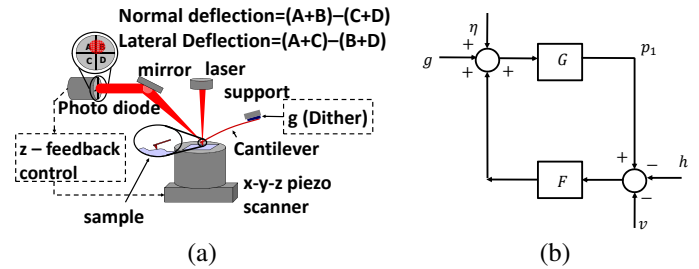 Normal deflection=(A+B)–(C+D)
Lateral Deflection=(A+C)–(B+D)
A B
C D
mirror
laser
support
Photo diode
g (Dither)
Cantilever
z – feedback
control
x-y-z piezo
scanner
sample
(a)
η
g
+
+
+
+
G
p1
F
+
−
−
h
v
(b)